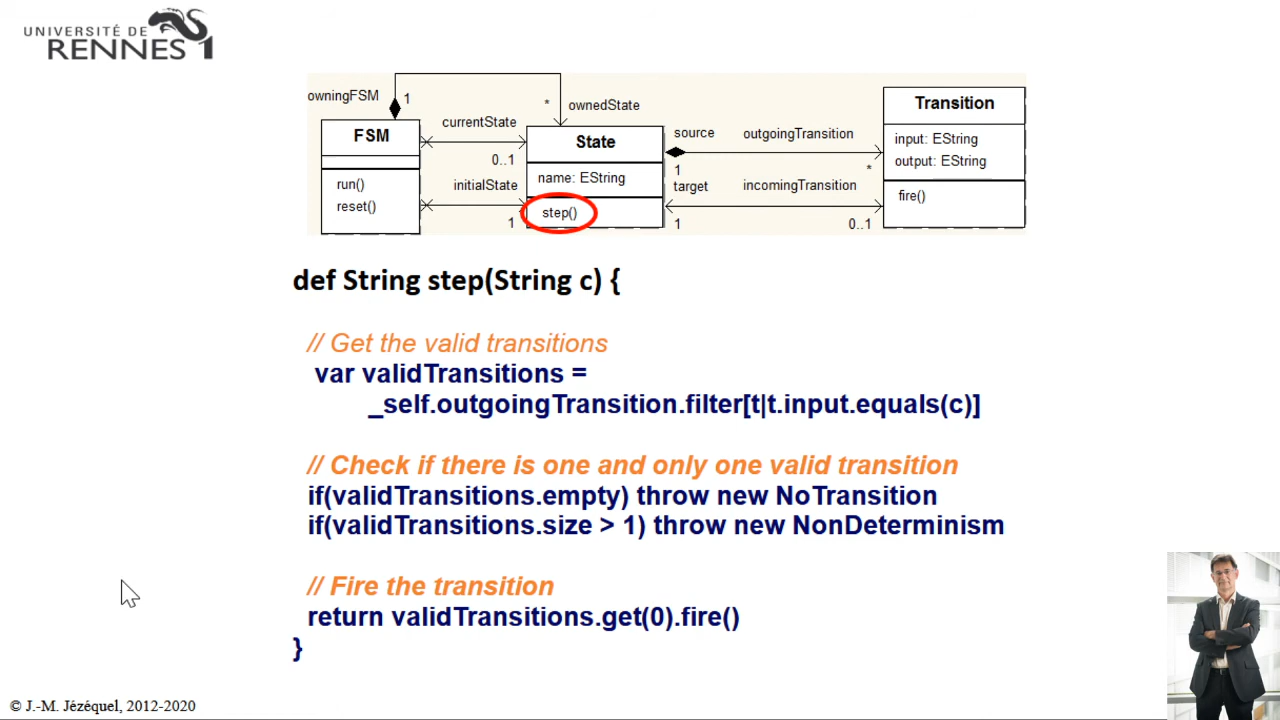 UNIVERSITÉ DE
RENNES 1
owningFSM
1
*
ownedState
FSM
run()
reset()
currentState
0..1
initialState
1
State
name: EString
step()
source
1
outgoingTransition
*
target
1
incomingTransition
0..1
Transition
input: EString
output: EString
fire()
def String step(String c) {
// Get the valid transitions
var validTransitions =
_self.outgoingTransition.filter[t|t.input.equals(c)]
// Check if there is one and only one valid transition
if(validTransitions.empty) throw new NoTransition
if(validTransitions.size > 1) throw new NonDeterminism
// Fire the transition
return validTransitions.get(0).fire()
}
© J.-M. Jézéquel, 2012-2020